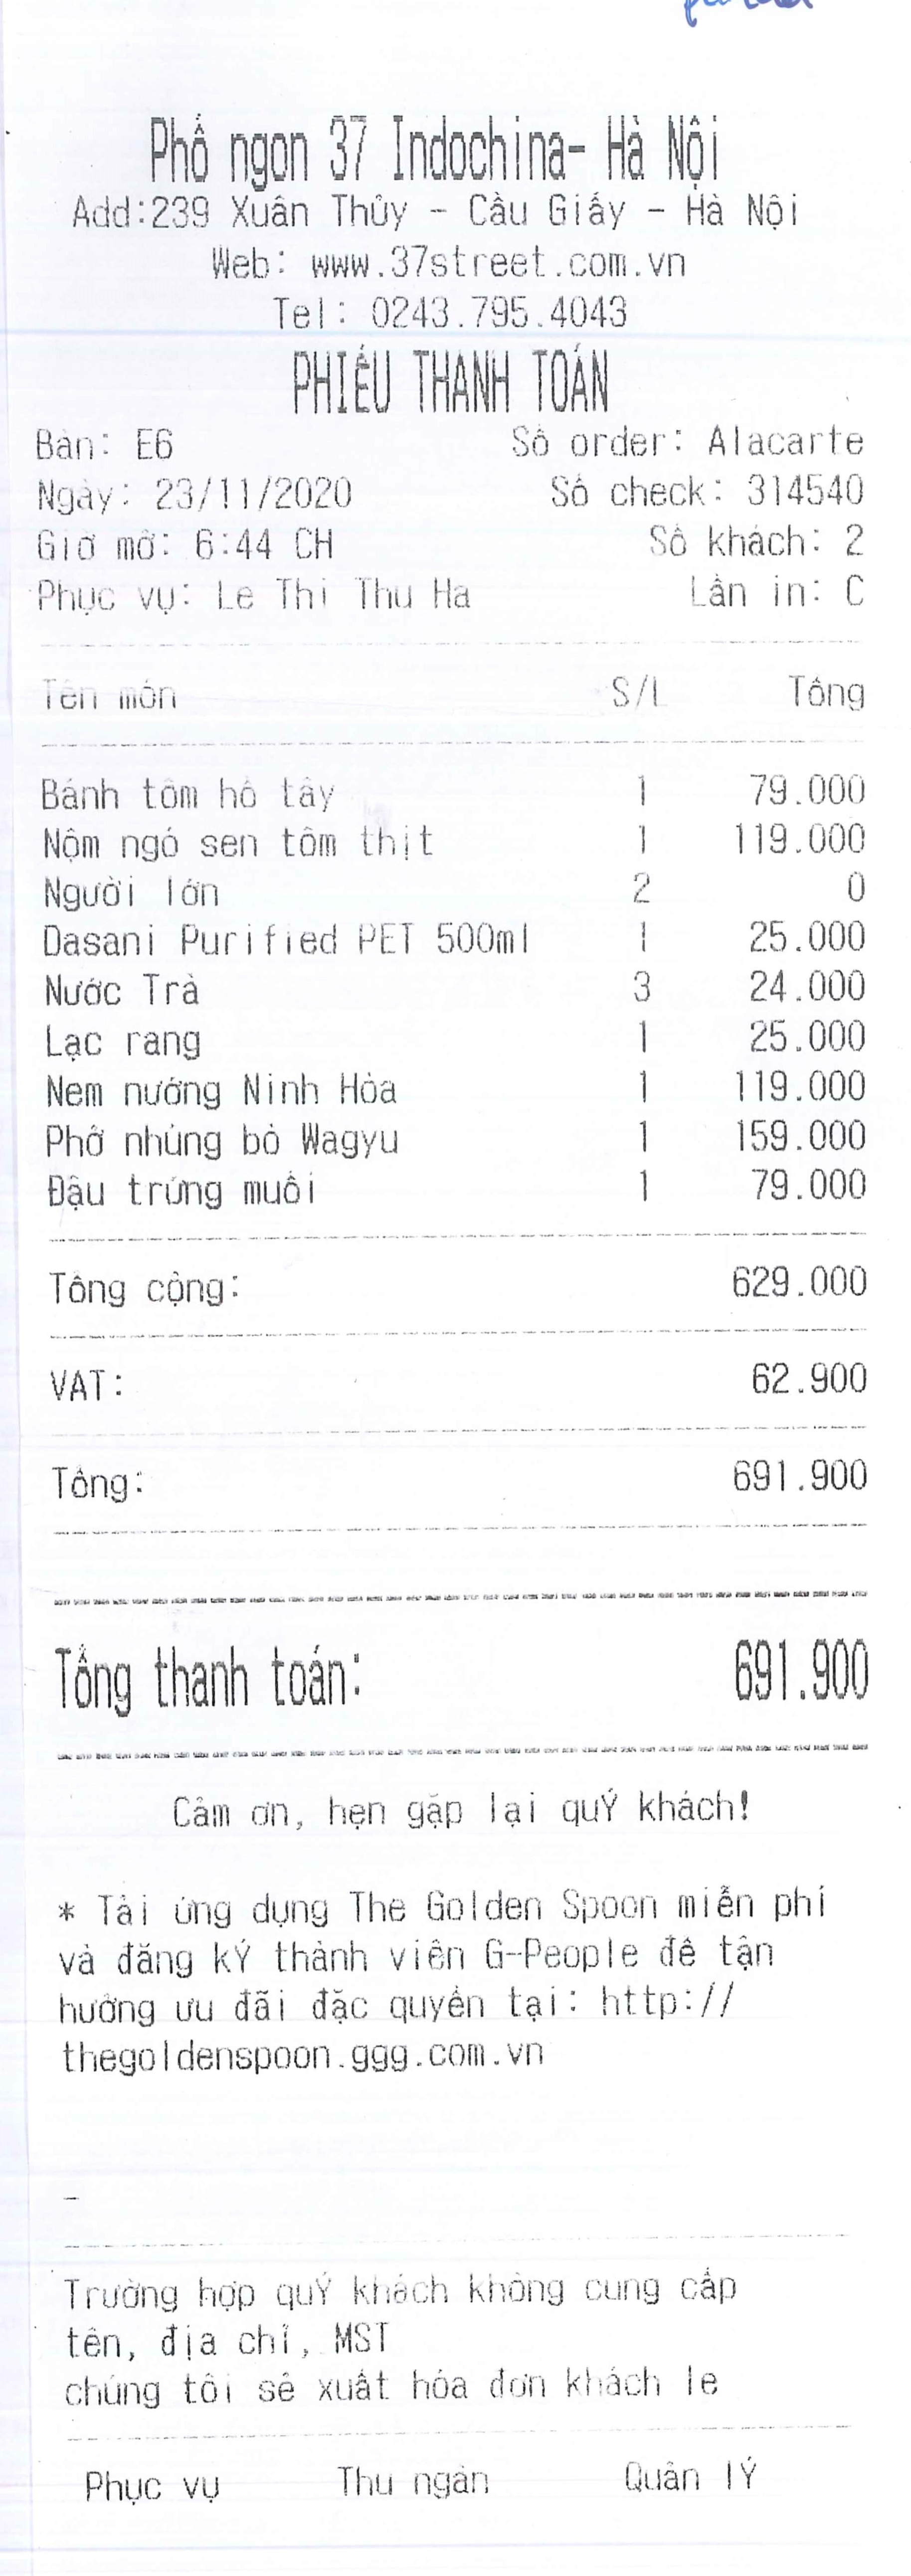 Phố ngon 37 Indochina- Hà Nội
Add:239 Xuân Thủy - Cầu Giấy - Hà Nội
Web: www.37street.com.vn
Tel: 0243.795.4043
PHIẾU THANH TOÁN
Bàn: E6 Số order: Alacarte
Ngày: 23/11/2020 Số check: 314540
Giờ mở: 6:44 CH Số khách: 2
Phục vụ: Le Thi Thu Ha Lần in: C
Tên món S/L Tổng
Bánh tôm hồ tây 1 79.000
Nộm ngó sen tôm thịt 1 119.000
Người lớn 2 0
Dasani Purified PET 500ml 1 25.000
Nước Trà 3 24.000
Lạc rang 1 25.000
Nem nướng Ninh Hòa 1 119.000
Phở nhúng bò Wagyu 1 159.000
Đậu trứng muối 1 79.000
Tổng cộng: 629.000
VAT: 62.900
Tổng: 691.900
Tổng thanh toán: 691.900
Cảm ơn, hẹn gặp lại quÝ khách!
* Tải ứng dụng The Golden Spoon miễn phí
và đăng kÝ thành viên G-People để tận
hưởng ưu đãi đặc quyền tại: http://
thegoldenspoon.ggg.com.vn
-
Trường hợp quÝ khách không cung cấp
tên, địa chỉ, MST
chúng tôi sẽ xuất hóa đơn khách le
Phục vụ Thu ngân Quản lÝ